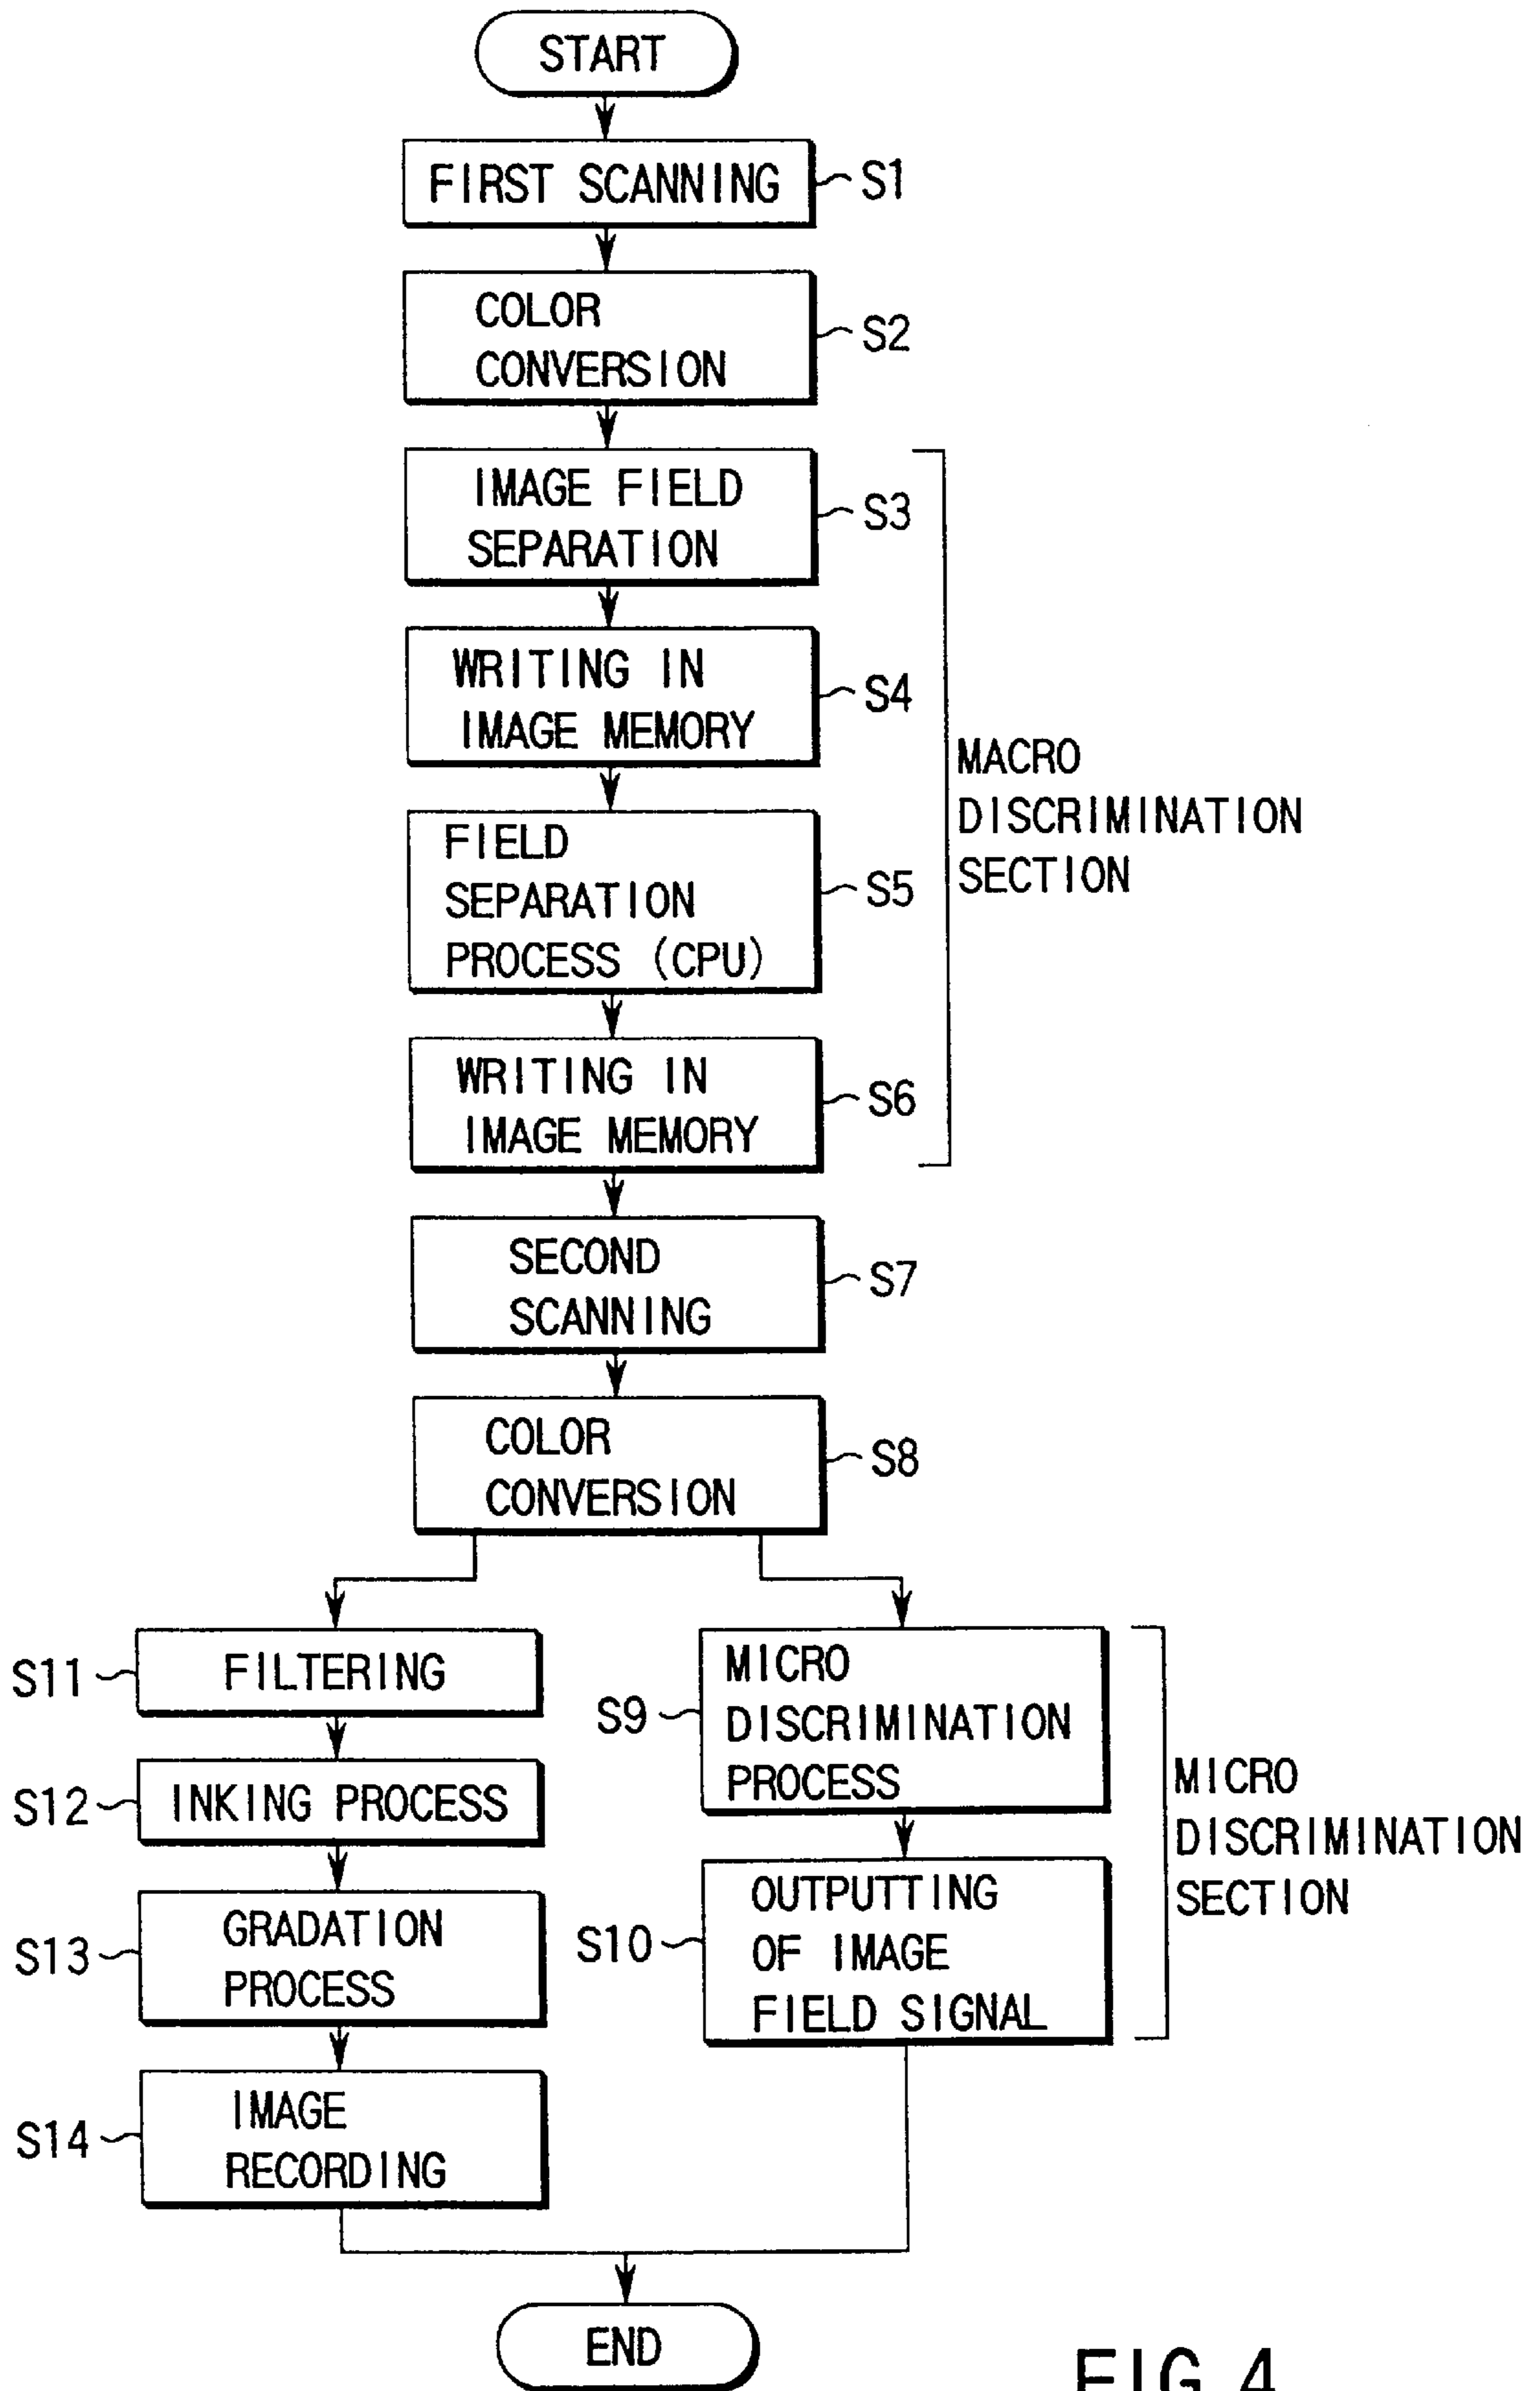 START
FIRST SCANNING
S1
COLOR
CONVERSION
S2
IMAGE FIELD
SEPARATION
S3
WRITING IN
IMAGE MEMORY
S4
FIELD
SEPARATION
PROCESS (CPU)
S5
WRITING IN
IMAGE MEMORY
S6
MACRO
DISCRIMINATION
SECTION
SECOND
SCANNING
S7
COLOR
CONVERSION
S8
S11
FILTERING
S12
INKING PROCESS
S13
GRADATION
PROCESS
S14
IMAGE
RECORDING
S9
MICRO
DISCRIMINATION
PROCESS
S10
OUTPUTTING
OF IMAGE
FIELD SIGNAL
MICRO
DISCRIMINATION
SECTION
END
FIG. 4